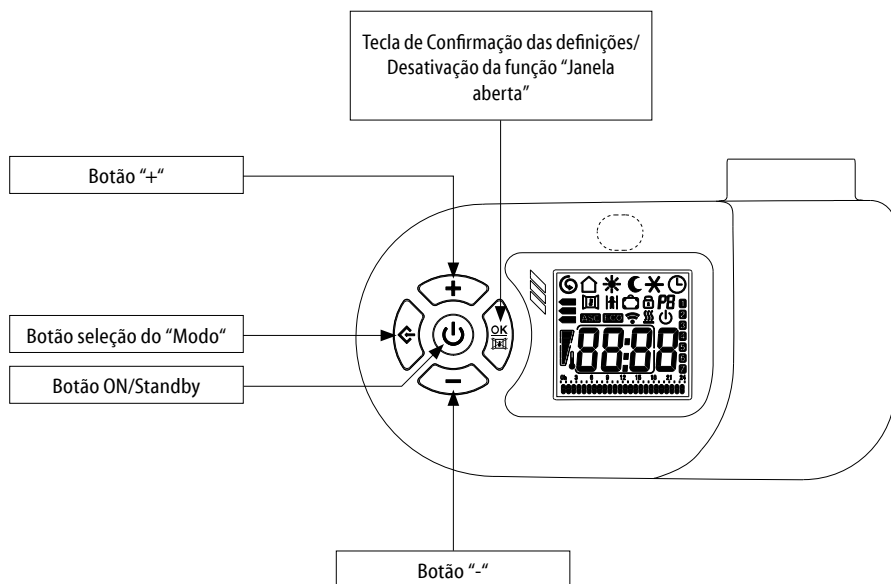 Tecla de Confirmação das definições/
Desativação da função “Janela
aberta”
Botão “+“
Botão seleção do “Modo“
Botão ON/Standby
Botão “-“
OK
PB
88:88